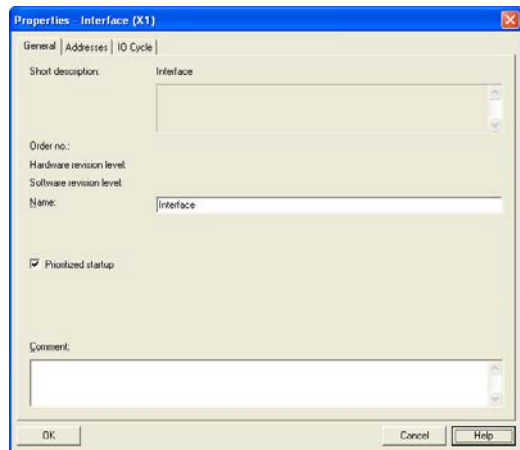 Properties - Interface (X1)
General Addresses IO Cycle
Short description: Interface
Order no.:
Hardware revision level:
Software revision level:
Name: Interface
Prioritized startup
Comment:
OK Cancel Help